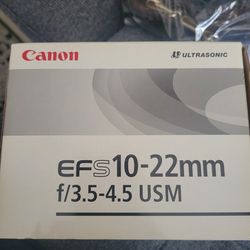 Canon
ULTRASONIC
EFS10-22mm
f/3.5-4.5 USM